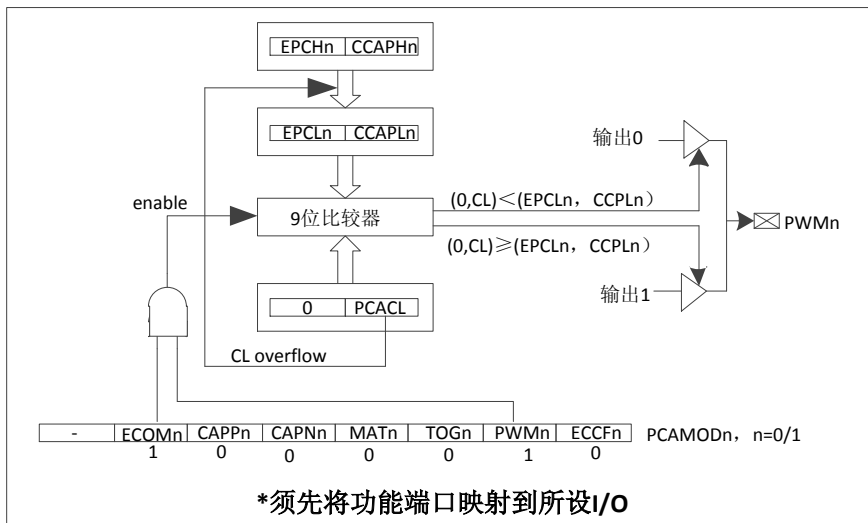 EPCHn CCAPHn
EPCLn CCAPLn
输出0
enable
(0,CL)＜(EPCLn，CCPLn)
9位比较器
PWMn
(0,CL)≥(EPCLn，CCPLn)
输出1
0 PCACL
CL overflow
- ECOMn CAPPn CAPNn MATn TOGn PWMn ECCFn PCAMODn，n=0/1
1 0 0 0 0 1 0
*须先将功能端口映射到所设I/O